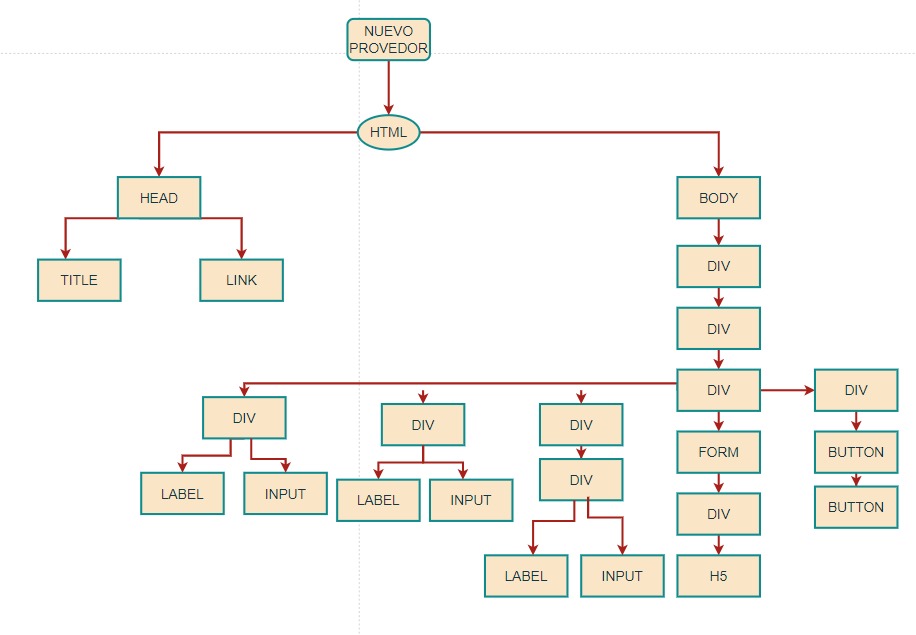 NUEVO
PROVEDOR
HTML
HEAD
BODY
TITLE
LINK
DIV
DIV
DIV
DIV
DIV
DIV
DIV
FORM
BUTTON
DIV
LABEL
INPUT
LABEL
INPUT
DIV
BUTTON
LABEL
INPUT
H5